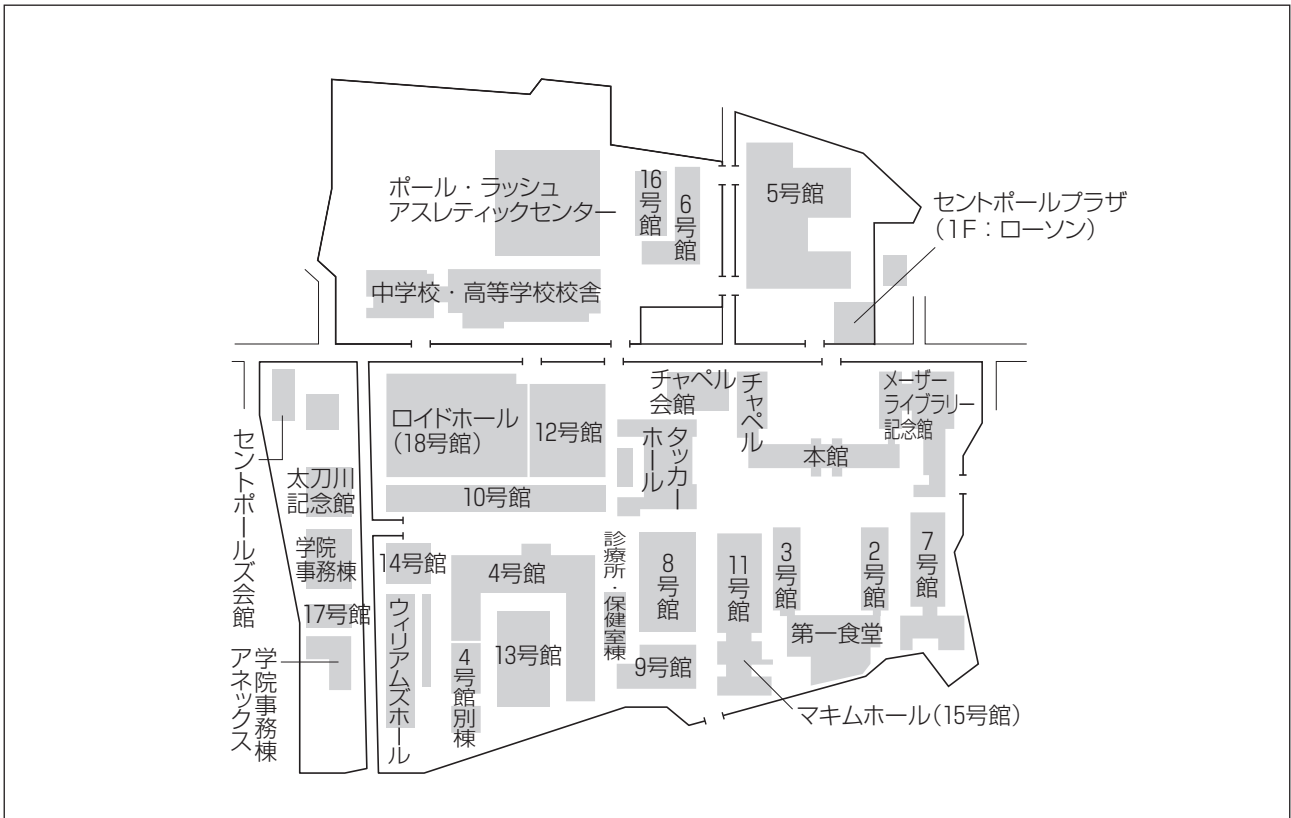 ポール・ラッシュ
アスレティックセンター
16号館
6号館
5号館
セントポールプラザ
(1F:ローソン)
中学校・高等学校校舎
セントポールズ会館
太刀川
記念館
学院
事務棟
17号館
学院事務棟
アネックス
ロイドホール
(18号館)
12号館
10号館
チャペル
会館
チャペル
タッカー
ホール
本館
メーザー
ライブラリー
記念館
14号館
4号館
ウィリアムズホール
4号館別棟
13号館
診療所・保健室棟
8号館
9号館
11号館
3号館
2号館
7号館
第一食堂
マキムホール(15号館)